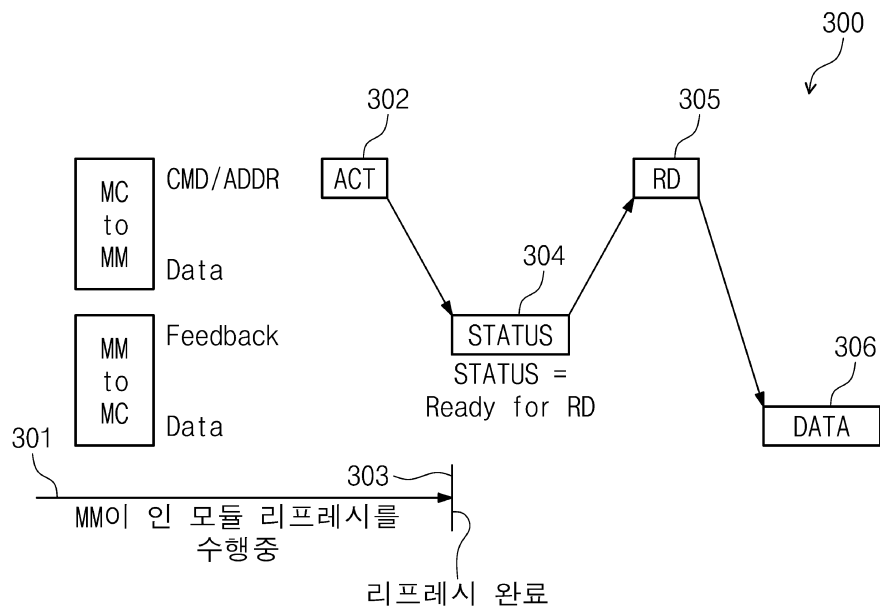 300
302
305
MC
to
MM
CMD/ADDR
ACT
RD
Data
304
MM
to
MC
Feedback
STATUS
STATUS =
Ready for RD
306
Data
DATA
301
303
MM이 인 모듈 리프레시를
수행중
리프레시 완료